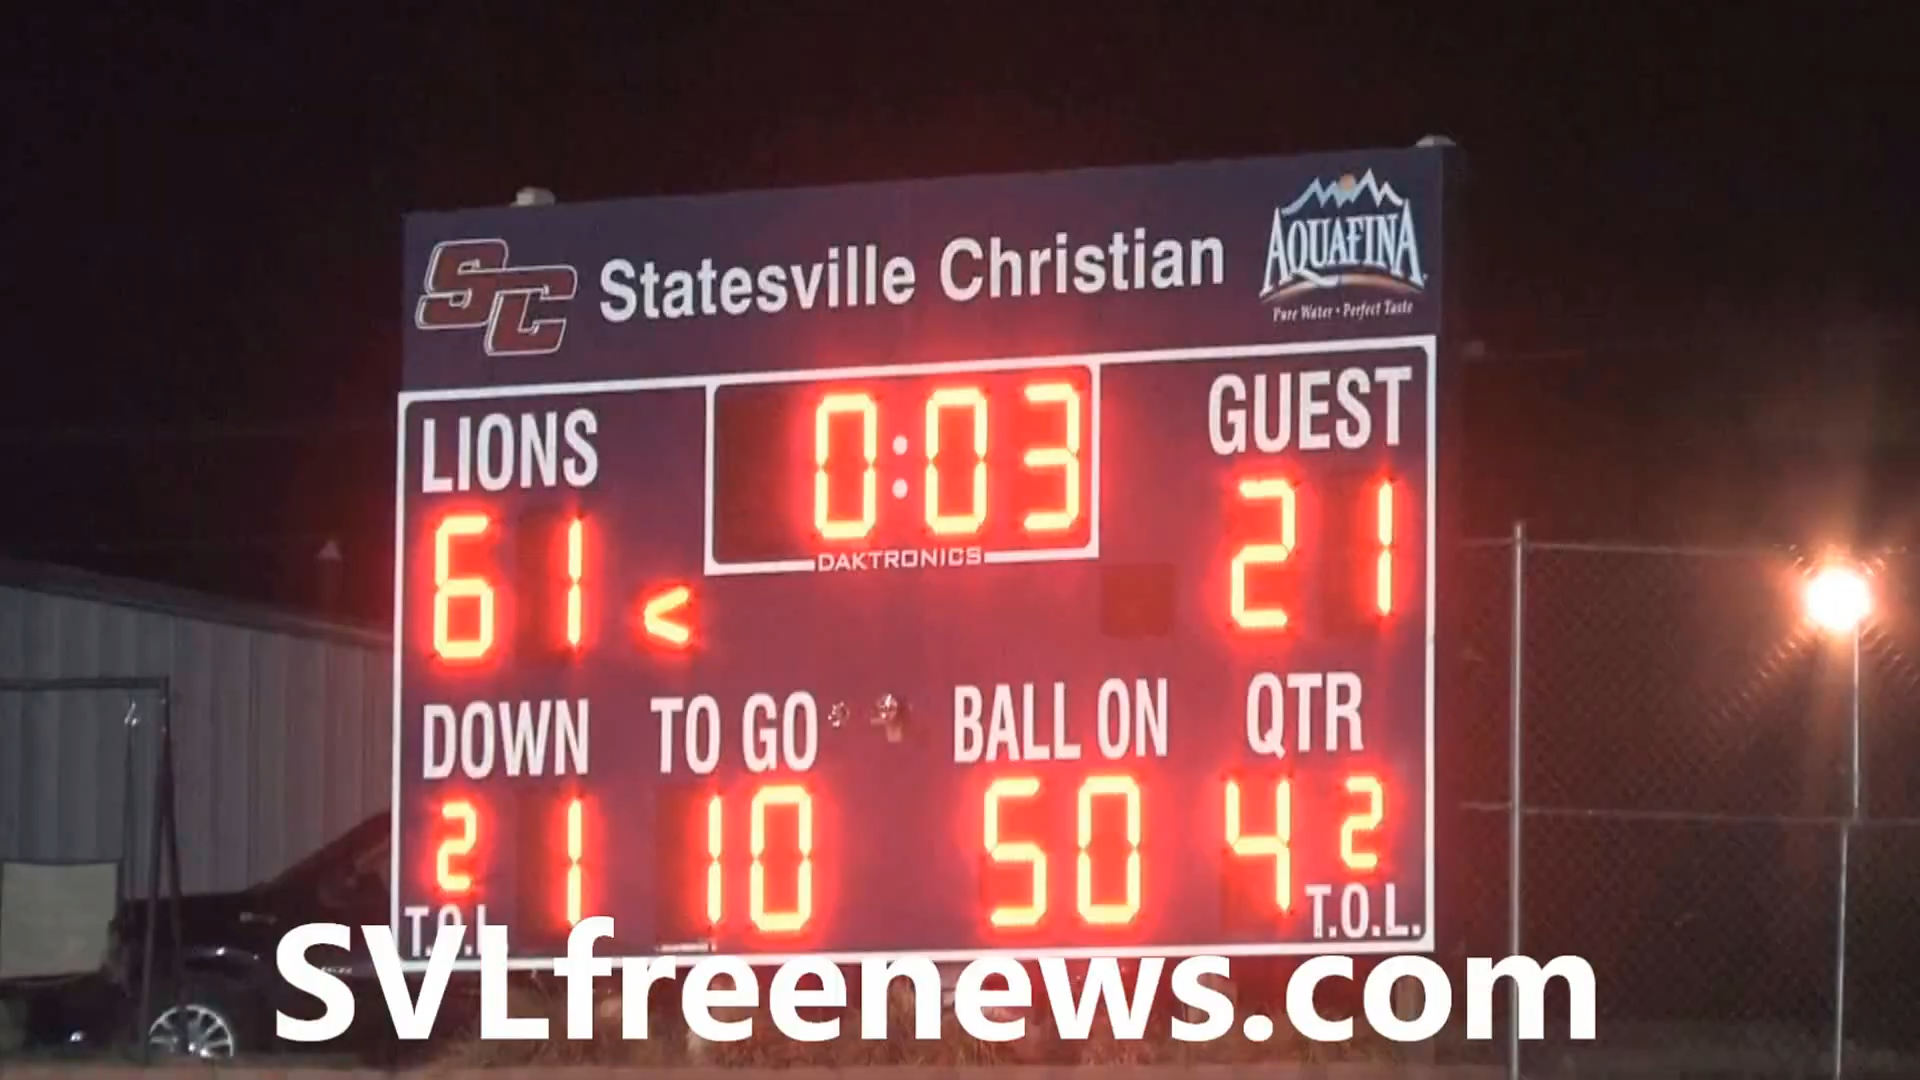 SC Statesville Christian
AQUAFINA
Pure Water • Perfect Taste
LIONS
0:03
GUEST
61 <
DAKTRONICS
21
DOWN TO GO BALL ON QTR
2 1 10 50 4 2
T.O.L. T.O.L.
SVLfreenews.com